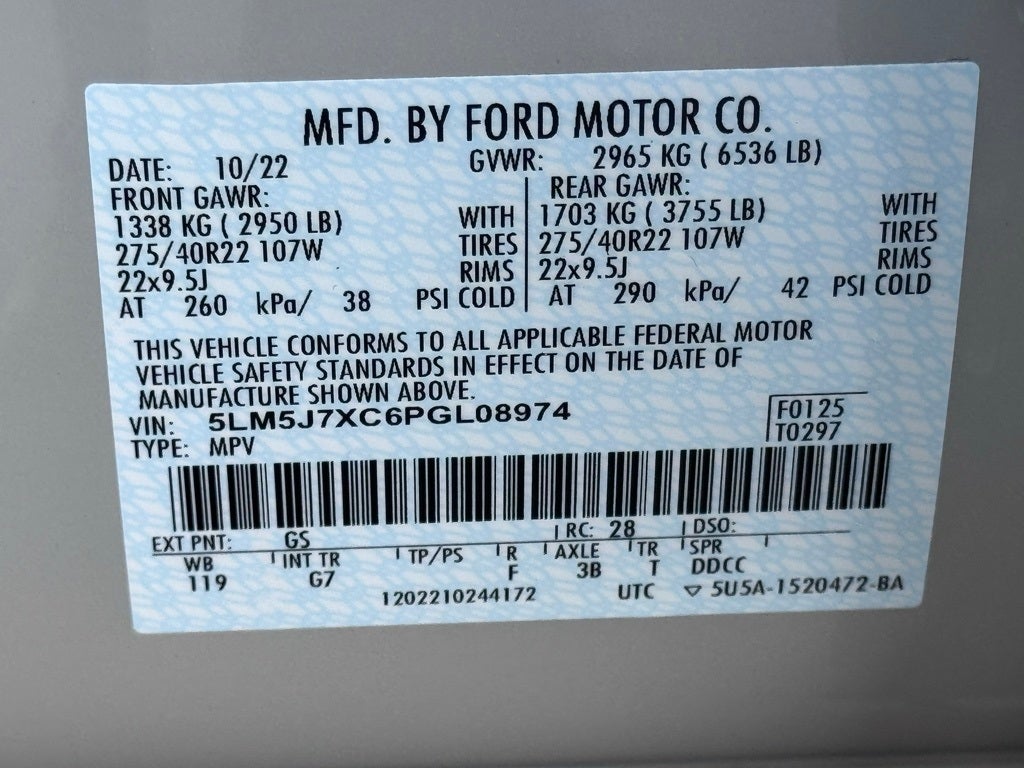 MFD. BY FORD MOTOR CO.
DATE: 10/22 GVWR: 2965 KG ( 6536 LB)
FRONT GAWR: REAR GAWR:
1338 KG ( 2950 LB) WITH 1703 KG ( 3755 LB) WITH
275/40R22 107W TIRES 275/40R22 107W TIRES
22x9.5J RIMS 22x9.5J RIMS
AT 260 kPa/ 38 PSI COLD AT 290 kPa/ 42 PSI COLD
THIS VEHICLE CONFORMS TO ALL APPLICABLE FEDERAL MOTOR
VEHICLE SAFETY STANDARDS IN EFFECT ON THE DATE OF
MANUFACTURE SHOWN ABOVE.
VIN: 5LM5J7XC6PGL08974 F0125
TYPE: MPV T0297
EXT PNT: GS RC: 28 DSO:
WB INT TR TP/PS R AXLE TR SPR
119 G7 F 3B T DDCC
1202210244172 UTC ▽ 5U5A-1520472-BA